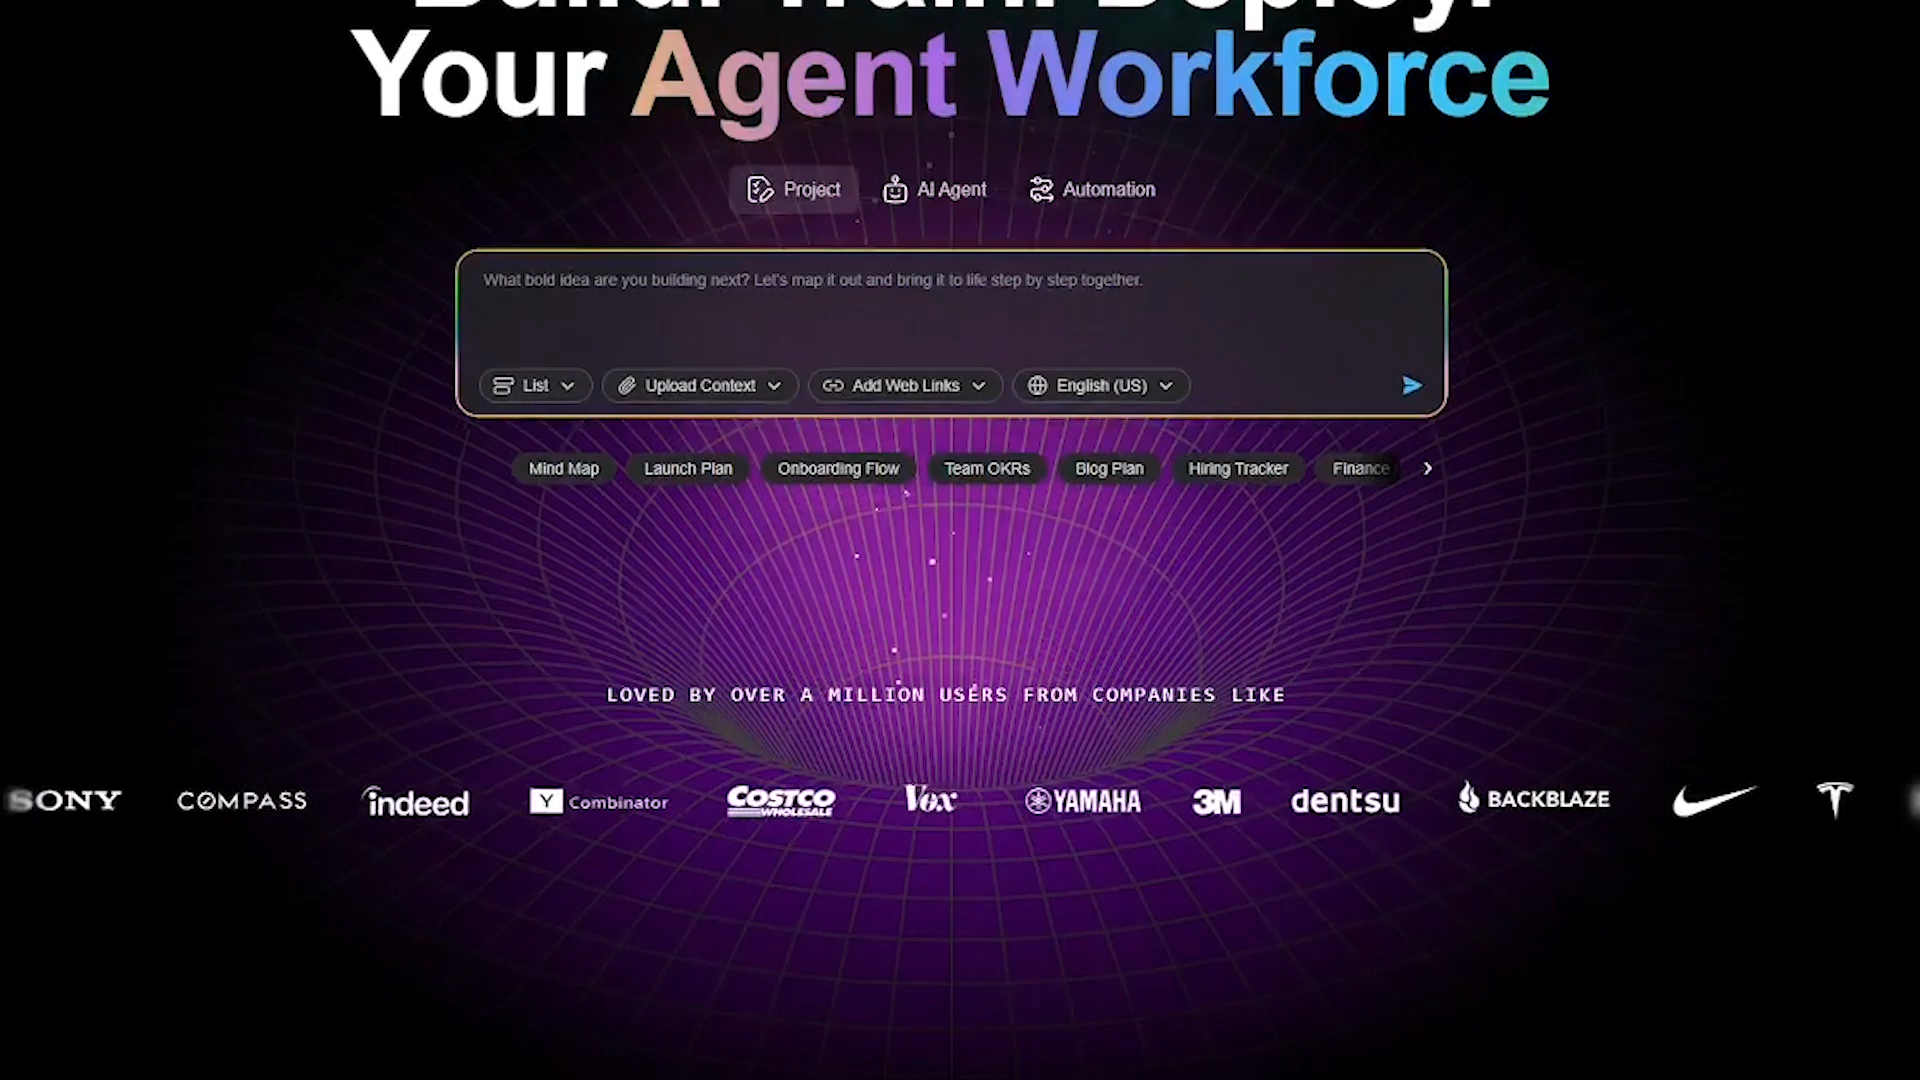 Build. Train. Deploy.
Your Agent Workforce
Project AI Agent Automation
What bold idea are you building next? Let's map it out and bring it to life step by step together.
List Upload Context Add Web Links English (US)
Mind Map Launch Plan Onboarding Flow Team OKRs Blog Plan Hiring Tracker Finance
LOVED BY OVER A MILLION USERS FROM COMPANIES LIKE
SONY COMPASS indeed Y Combinator COSTCO WHOLESALE Vox YAMAHA 3M dentsu BACKBLAZE